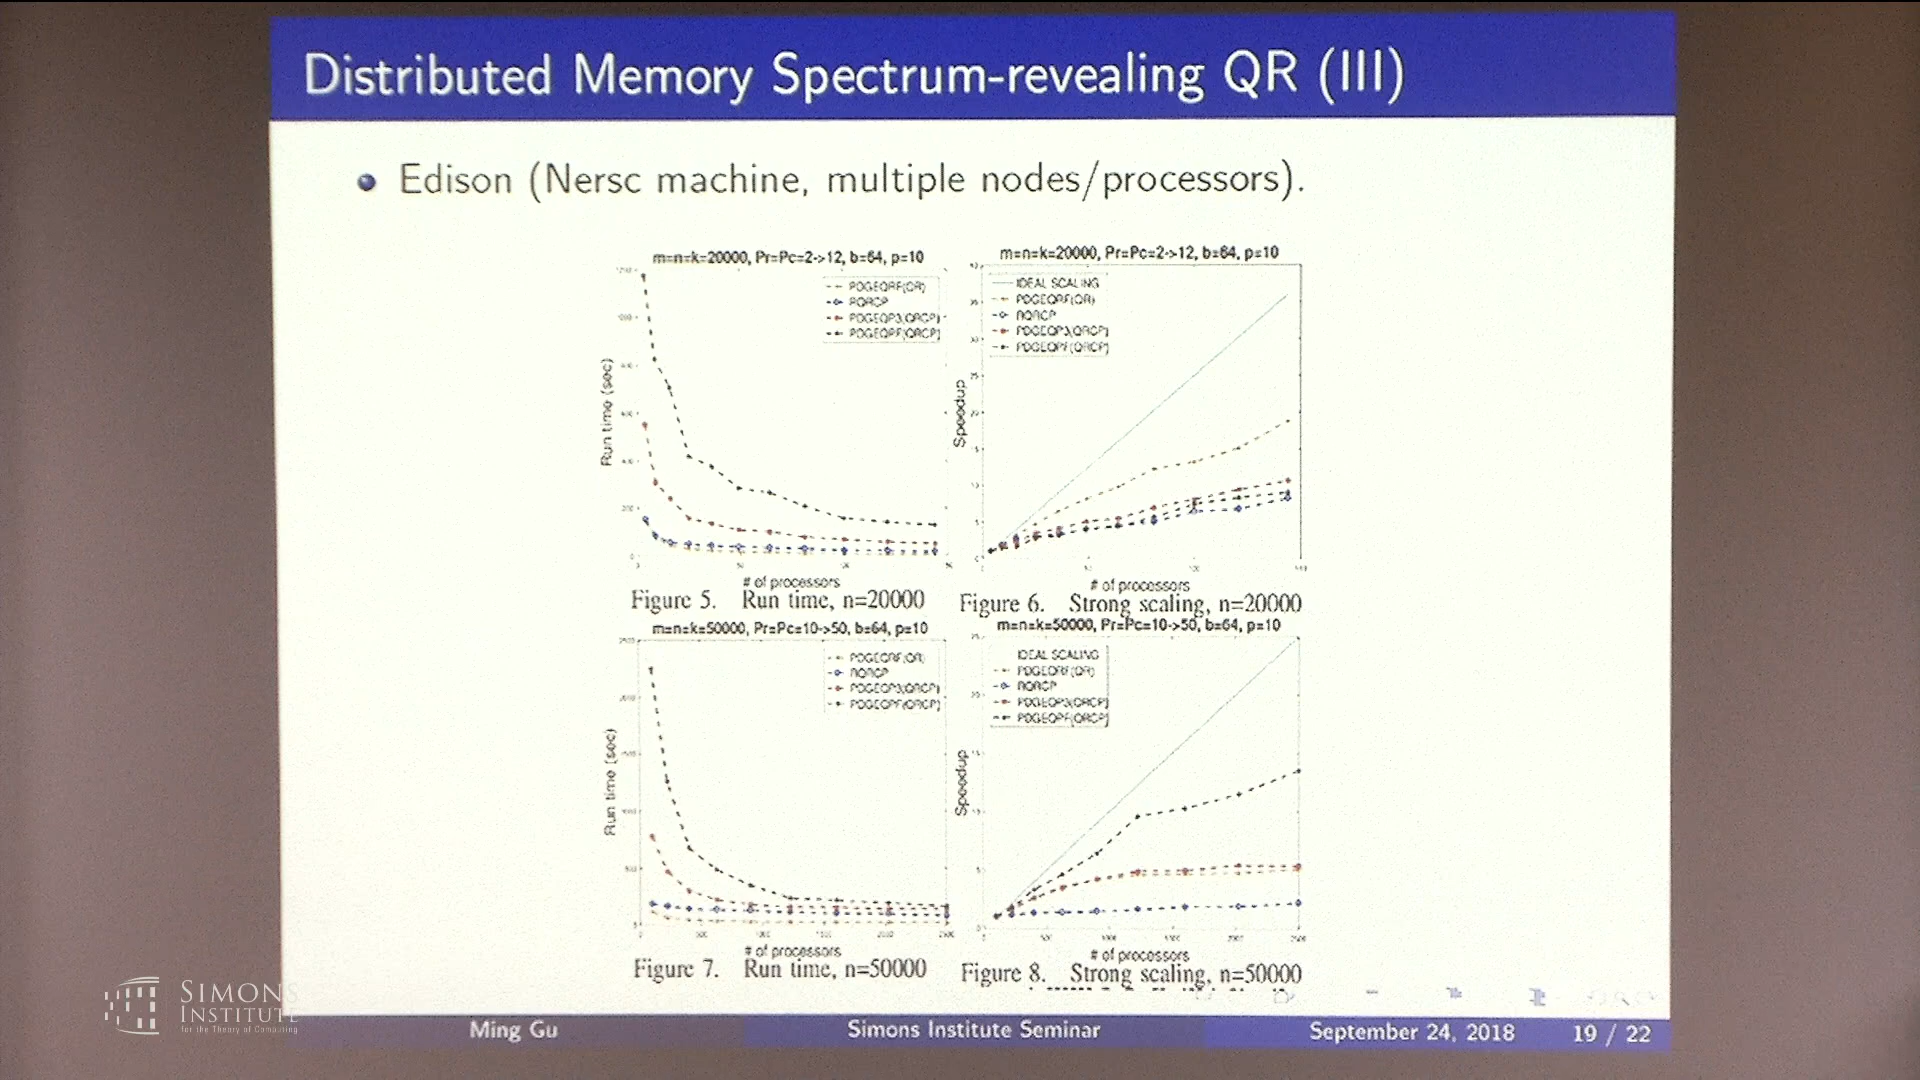 Distributed Memory Spectrum-revealing QR (III)
Edison (Nersc machine, multiple nodes/processors).
m=n=k=20000, Pr=Pc=2->12, b=64, p=10
PDGEQRF(QR)
RQRCP
PDGEQP3(QRCP)
PDGEQPF(QRCP)
Run time (sec)
# of processors
Figure 5. Run time, n=20000
m=n=k=20000, Pr=Pc=2->12, b=64, p=10
IDEAL SCALING
PDGEQRF(QR)
RQRCP
PDGEQP3(QRCP)
PDGEQPF(QRCP)
Speedup
# of processors
Figure 6. Strong scaling, n=20000
m=n=k=50000, Pr=Pc=10->50, b=64, p=10
PDGEQRF(QR)
RQRCP
PDGEQP3(QRCP)
PDGEQPF(QRCP)
Run time (sec)
# of processors
Figure 7. Run time, n=50000
m=n=k=50000, Pr=Pc=10->50, b=64, p=10
IDEAL SCALING
PDGEQRF(QR)
RQRCP
PDGEQP3(QRCP)
PDGEQPF(QRCP)
Speedup
# of processors
Figure 8. Strong scaling, n=50000
SIMONS
INSTITUTE
for the Theory of Computing
Ming Gu
Simons Institute Seminar
September 24, 2018
19 / 22